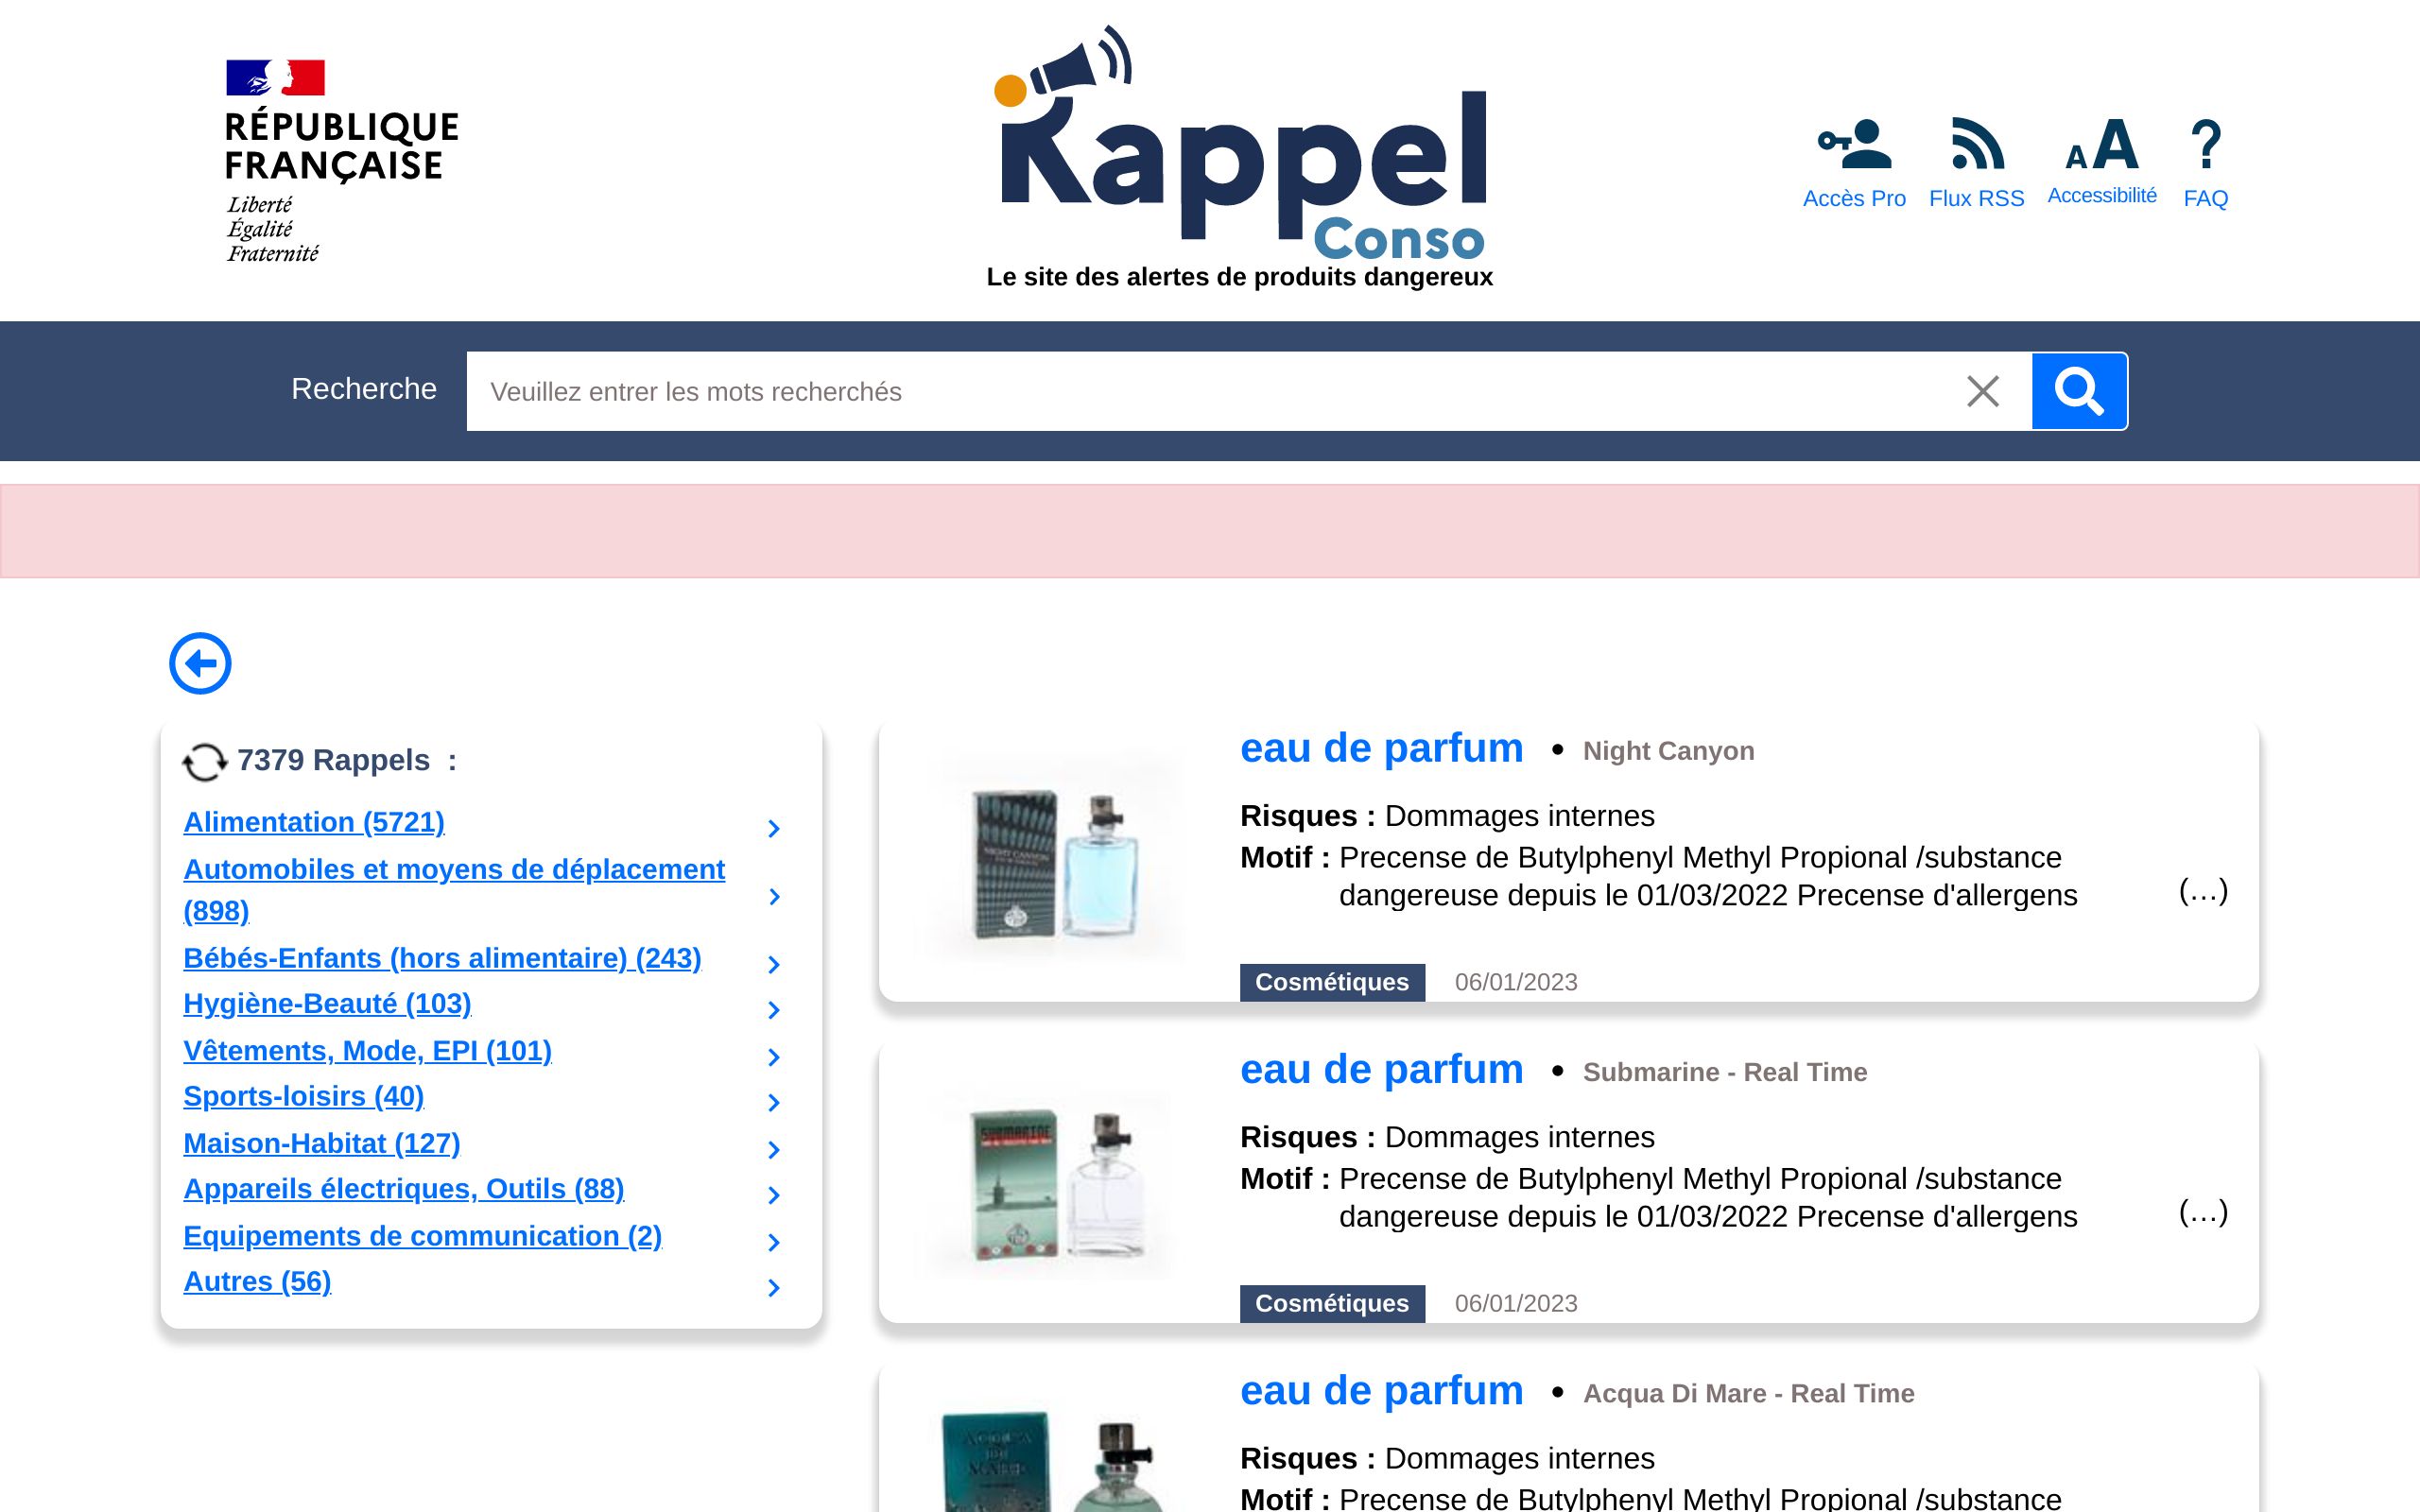 RÉPUBLIQUE
FRANÇAISE
Liberté
Égalité
Fraternité
Rappel
Conso
Le site des alertes de produits dangereux
Accès Pro
Flux RSS
AA
Accessibilité
?
FAQ
Recherche
Veuillez entrer les mots recherchés
7379 Rappels :
Alimentation (5721)
Automobiles et moyens de déplacement
(898)
Bébés-Enfants (hors alimentaire) (243)
Hygiène-Beauté (103)
Vêtements, Mode, EPI (101)
Sports-loisirs (40)
Maison-Habitat (127)
Appareils électriques, Outils (88)
Equipements de communication (2)
Autres (56)
NIGHT CANYON
eau de parfum • Night Canyon
Risques : Dommages internes
Motif : Precense de Butylphenyl Methyl Propional /substance
dangereuse depuis le 01/03/2022 Precense d'allergens (…)
Cosmétiques 06/01/2023
SUBMARINE
eau de parfum • Submarine - Real Time
Risques : Dommages internes
Motif : Precense de Butylphenyl Methyl Propional /substance
dangereuse depuis le 01/03/2022 Precense d'allergens (…)
Cosmétiques 06/01/2023
eau de parfum • Acqua Di Mare - Real Time
Risques : Dommages internes
Motif : Precense de Butylphenyl Methyl Propional /substance